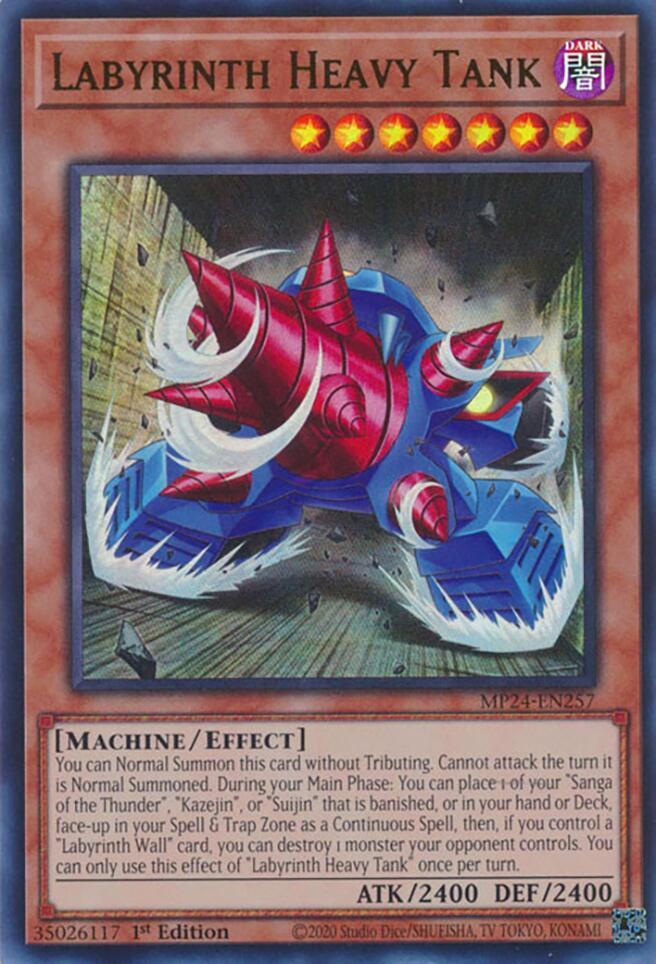 LABYRINTH HEAVY TANK
DARK
闇
MP24-EN257
[MACHINE/EFFECT]
You can Normal Summon this card without Tributing. Cannot attack the turn it
is Normal Summoned. During your Main Phase: You can place 1 of your "Sanga
of the Thunder", "Kazejin", or "Suijin" that is banished, or in your hand or Deck,
face-up in your Spell & Trap Zone as a Continuous Spell, then, if you control a
"Labyrinth Wall" card, you can destroy 1 monster your opponent controls. You
can only use this effect of "Labyrinth Heavy Tank" once per turn.
ATK/2400 DEF/2400
35026117 1st Edition ©2020 Studio Dice/SHUEISHA, TV TOKYO, KONAMI